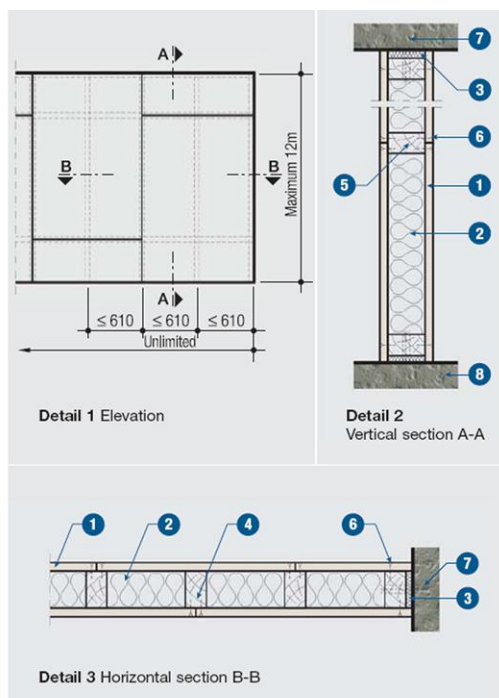 A
B
B
A
Maximum 12m
≤ 610
≤ 610
≤ 610
Unlimited
Detail 1 Elevation
7
3
6
5
1
2
8
Detail 2
Vertical section A-A
1
2
4
6
7
3
Detail 3 Horizontal section B-B